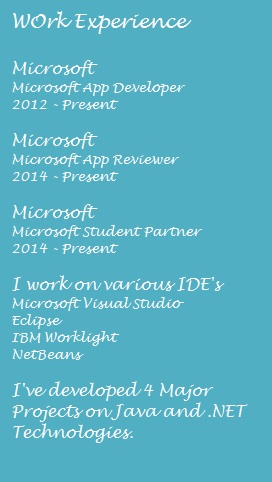 WOrk Experience
Microsoft
Microsoft App Developer
2012 - Present
Microsoft
Microsoft App Reviewer
2014 - Present
Microsoft
Microsoft Student Partner
2014 - Present
I work on various IDE's
Microsoft Visual Studio
Eclipse
IBM Worklight
NetBeans
I've developed 4 Major
Projects on Java and .NET
Technologies.